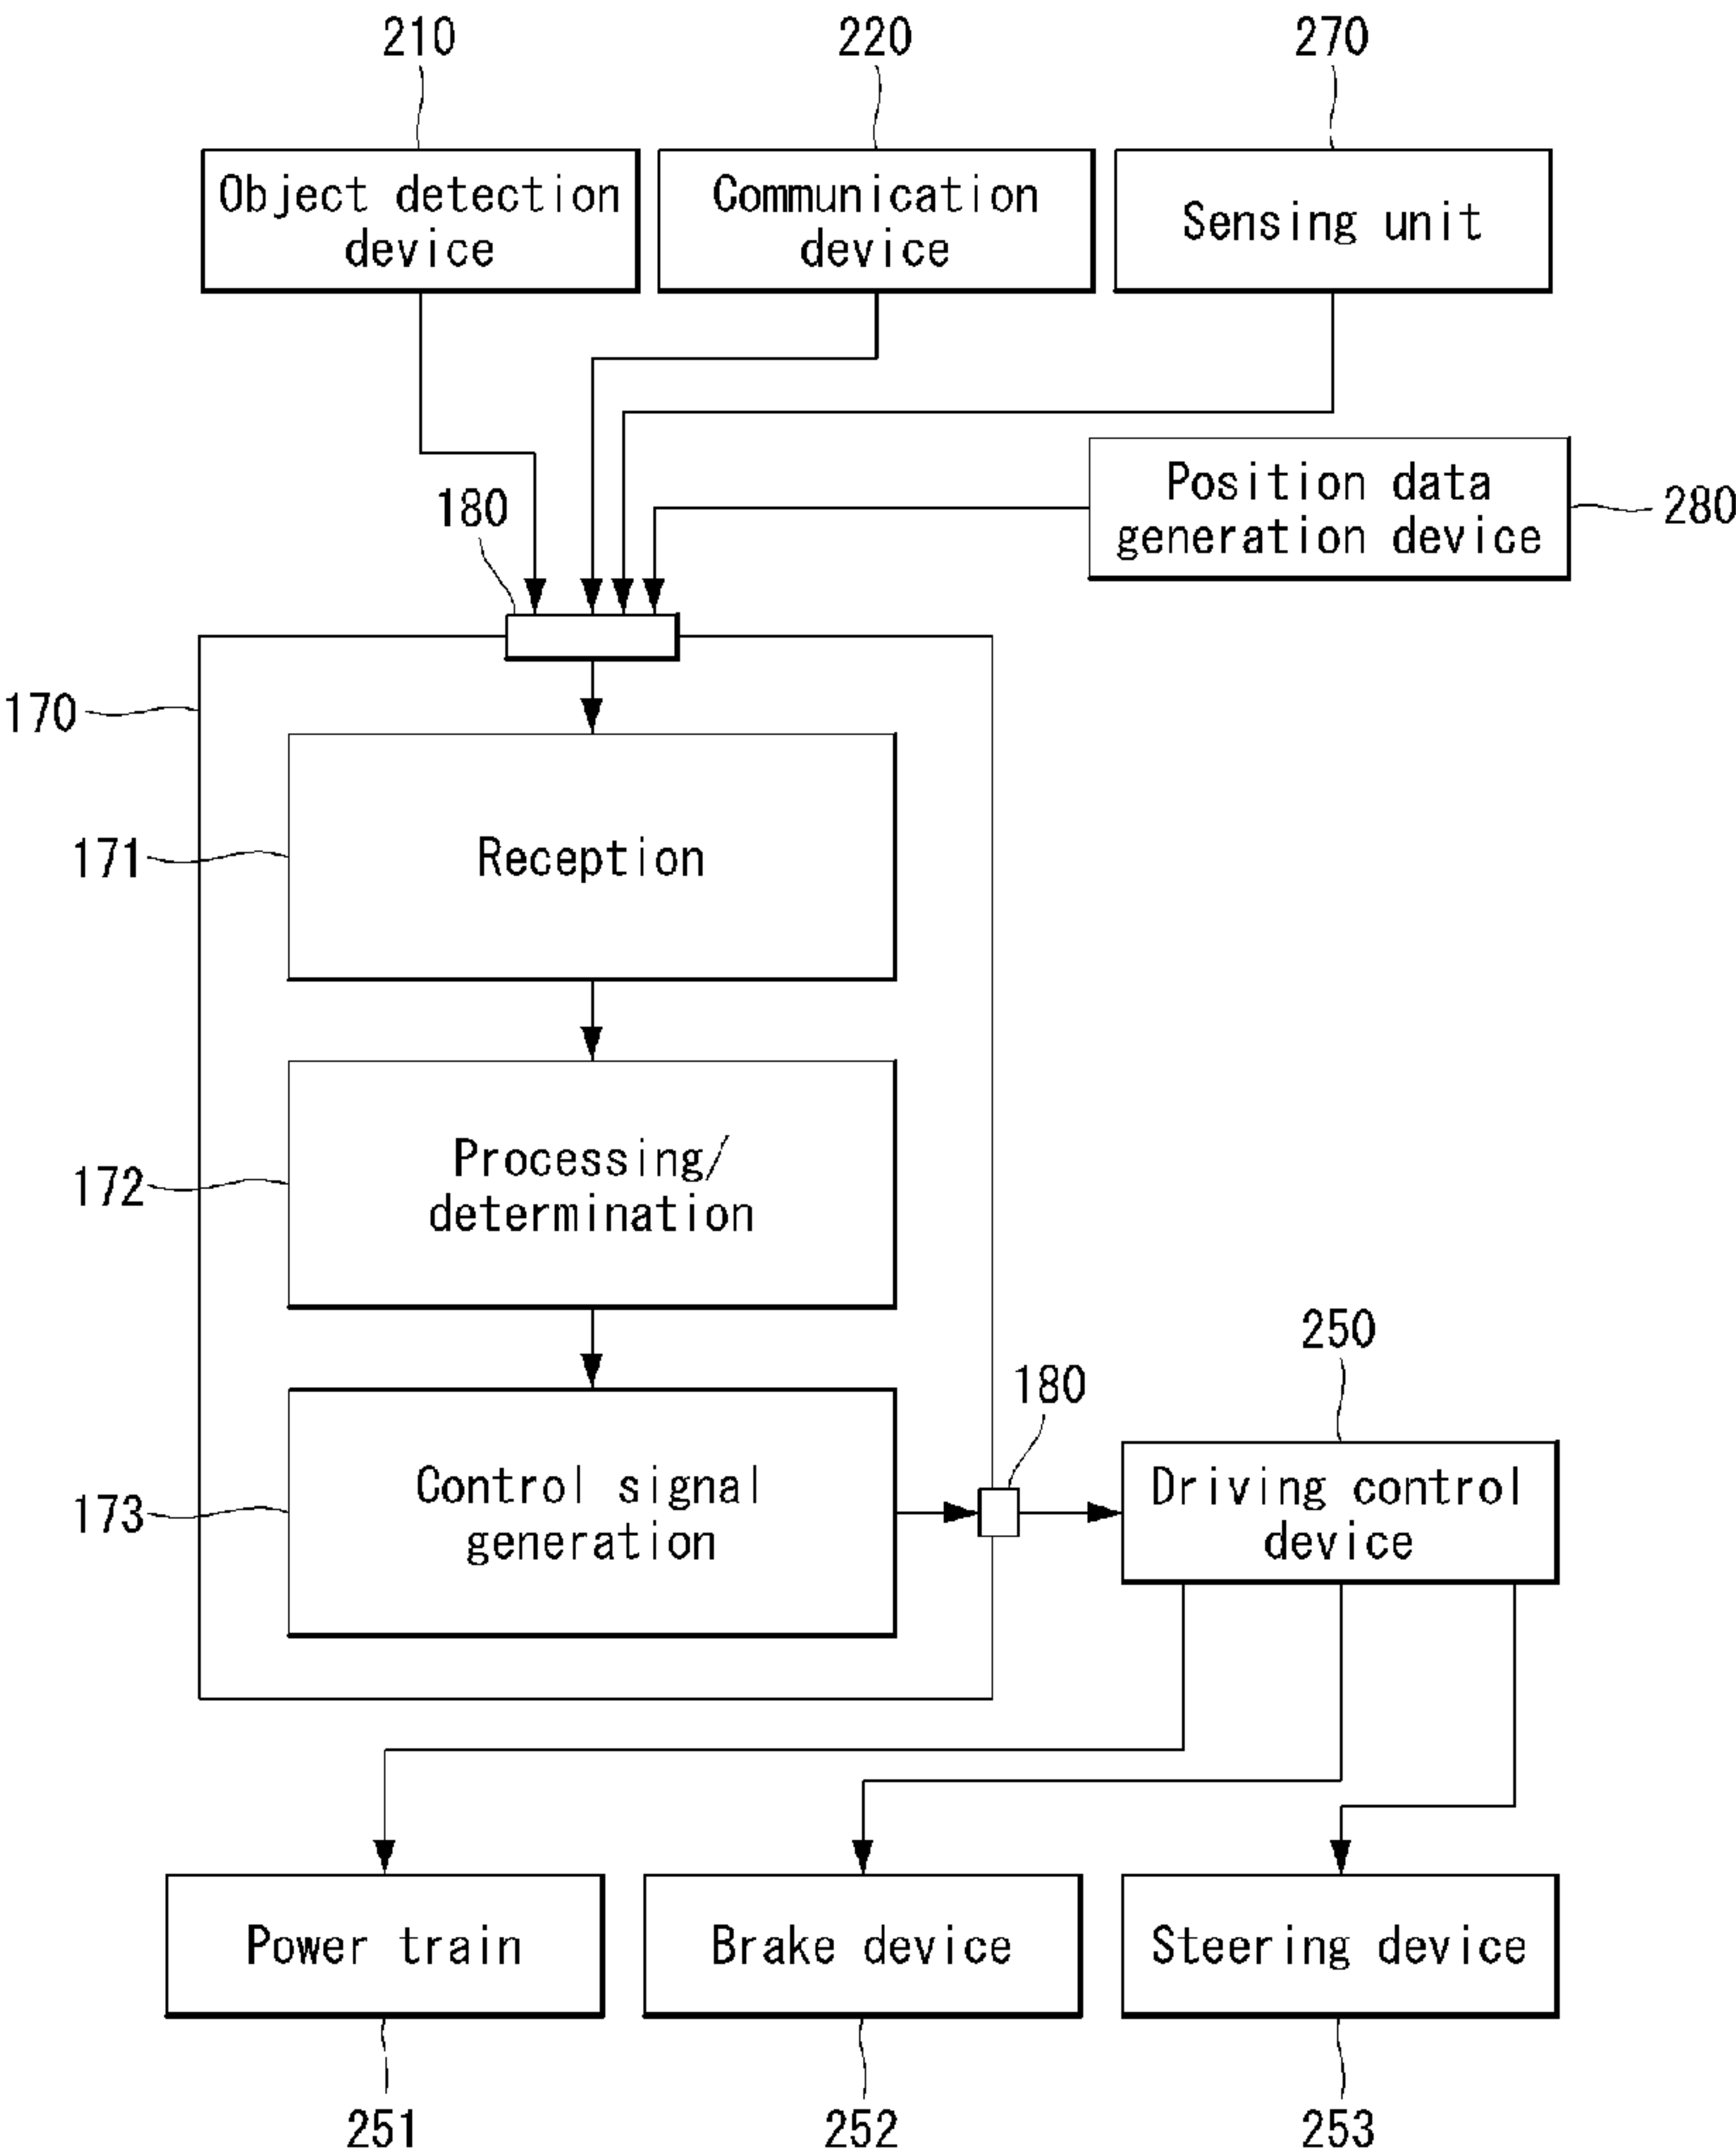 210
220
270
Object detection
device
Communication
device
Sensing unit
Position data
generation device
280
180
170
171
Reception
172
Processing/
determination
250
180
173
Control signal
generation
Driving control
device
Power train
Brake device
Steering device
251
252
253